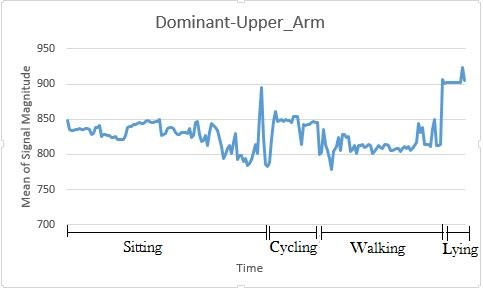 Dominant-Upper_Arm
Mean of Signal Magnitude
950
900
850
800
750
700
Sitting
Cycling
Walking
Lying
Time